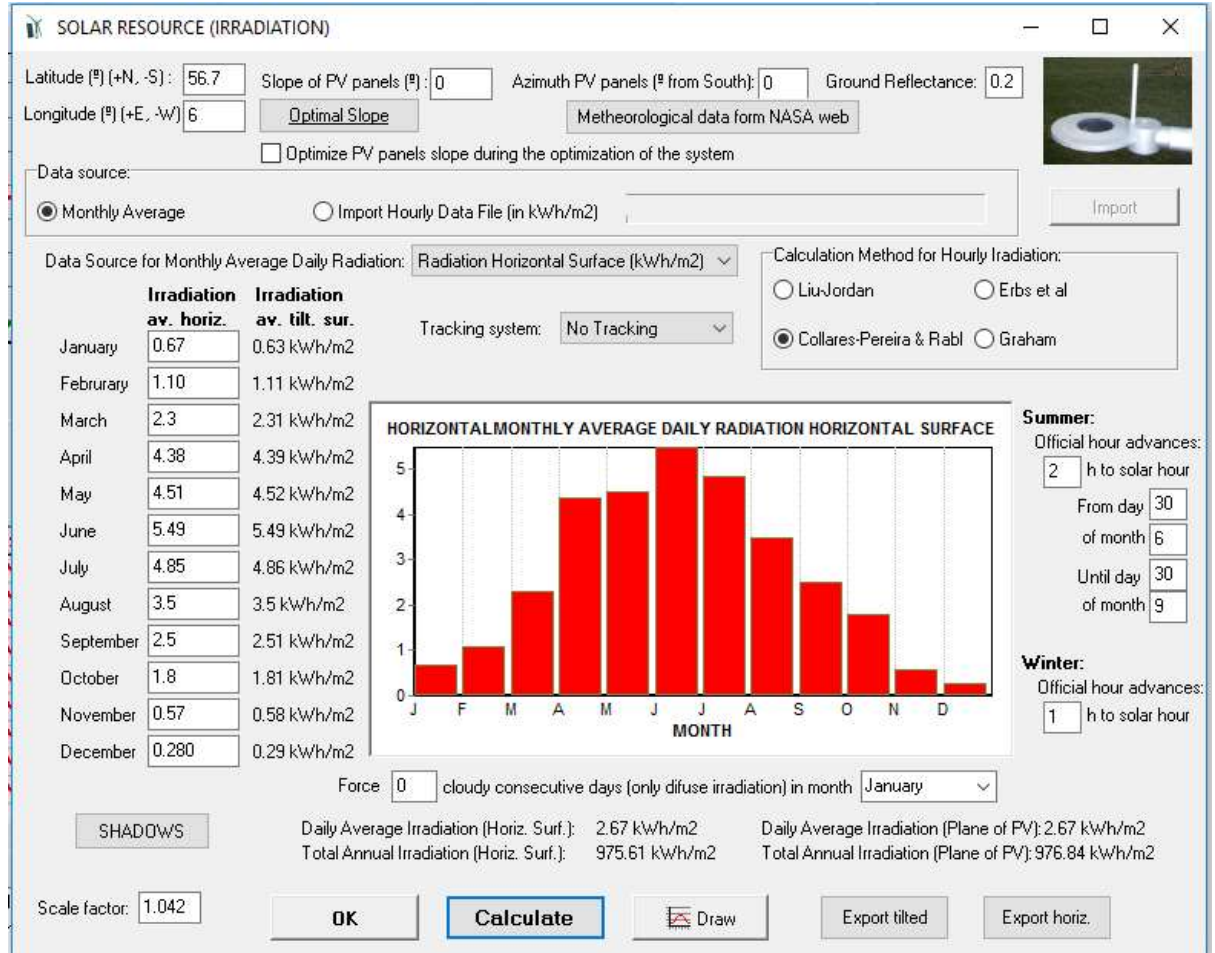 SOLAR RESOURCE (IRRADIATION)
Latitude (º) (+N, -S) : 56.7 Slope of PV panels (º) : 0 Azimuth PV panels (º from South): 0 Ground Reflectance: 0.2
Longitude (º) (+E, -W) 6 Optimal Slope Metheorological data form NASA web
Optimize PV panels slope during the optimization of the system
Data source:
Monthly Average Import Hourly Data File (in kWh/m2) Import
Data Source for Monthly Average Daily Radiation: Radiation Horizontal Surface (kWh/m2)
Calculation Method for Hourly Irradiation:
Liu-Jordan Erbs et al
Collares-Pereira & Rabl Graham
Tracking system: No Tracking
Irradiation Irradiation
av. horiz. av. tilt. sur.
January 0.67 0.63 kWh/m2
Februrary 1.10 1.11 kWh/m2
March 2.3 2.31 kWh/m2
April 4.38 4.39 kWh/m2
May 4.51 4.52 kWh/m2
June 5.49 5.49 kWh/m2
July 4.85 4.86 kWh/m2
August 3.5 3.5 kWh/m2
September 2.5 2.51 kWh/m2
October 1.8 1.81 kWh/m2
November 0.57 0.58 kWh/m2
December 0.280 0.29 kWh/m2
HORIZONTALMONTHLY AVERAGE DAILY RADIATION HORIZONTAL SURFACE
5
4
3
2
1
0
J F M A M J J A S O N D
MONTH
Summer:
Official hour advances:
2 h to solar hour
From day 30
of month 6
Until day 30
of month 9
Winter:
Official hour advances:
1 h to solar hour
Force 0 cloudy consecutive days (only difuse irradiation) in month January
SHADOWS
Daily Average Irradiation (Horiz. Surf.): 2.67 kWh/m2 Daily Average Irradiation (Plane of PV): 2.67 kWh/m2
Total Annual Irradiation (Horiz. Surf.): 975.61 kWh/m2 Total Annual Irradiation (Plane of PV): 976.84 kWh/m2
Scale factor: 1.042 OK Calculate Draw Export tilted Export horiz.